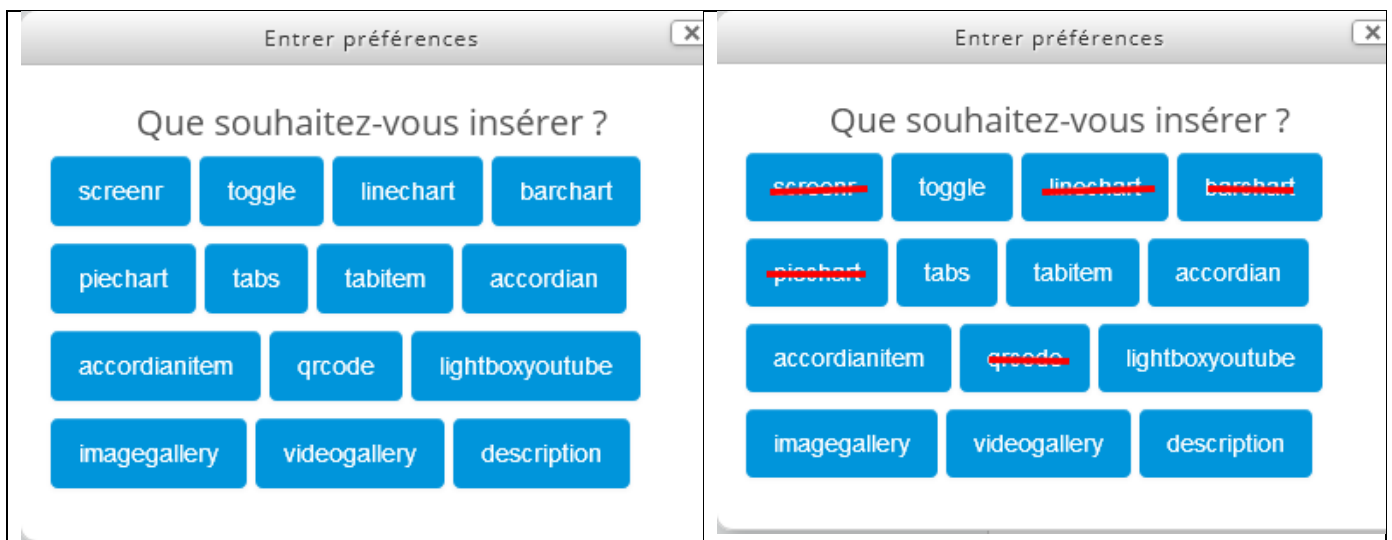 Entrer préférences
Que souhaitez-vous insérer ?
screenr toggle linechart barchart
piechart tabs tabitem accordian
accordianitem qrcode lightboxyoutube
imagegallery videogallery description
Entrer préférences
Que souhaitez-vous insérer ?
screenr toggle linechart barchart
piechart tabs tabitem accordian
accordianitem qrcode lightboxyoutube
imagegallery videogallery description